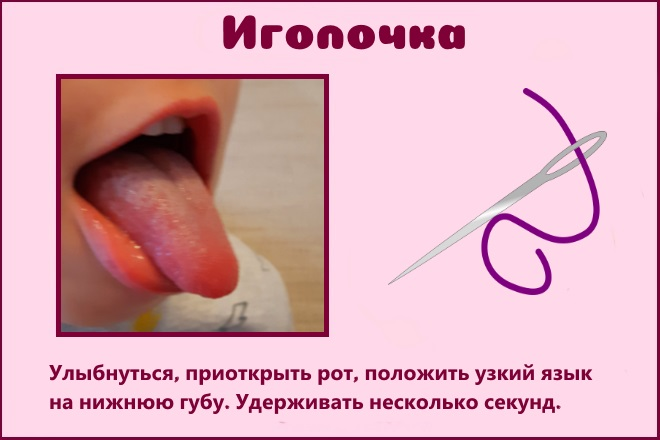 Иголочка
Улыбнуться, приоткрыть рот, положить узкий язык
на нижнюю губу. Удерживать несколько секунд.